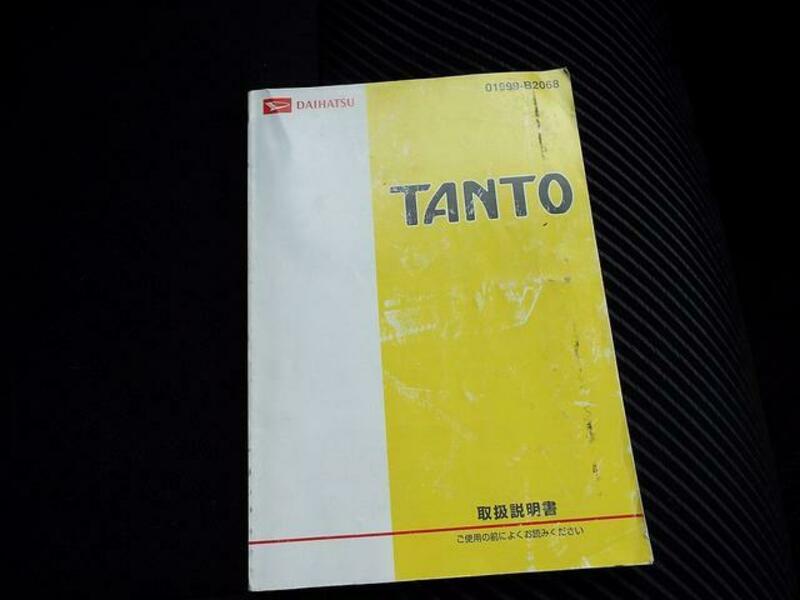 DAIHATSU
01999-B2068
TANTO
取扱説明書
ご使用の前によくお読みください